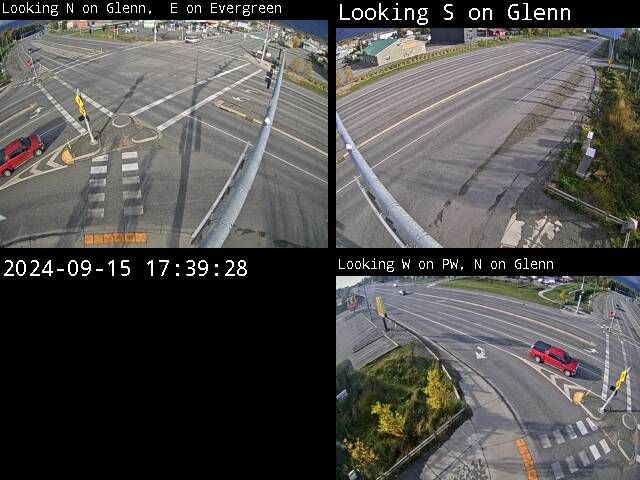 Looking N on Glenn, E on Evergreen
Looking S on Glenn
2024-09-15 17:39:28
Looking W on PW, N on Glenn